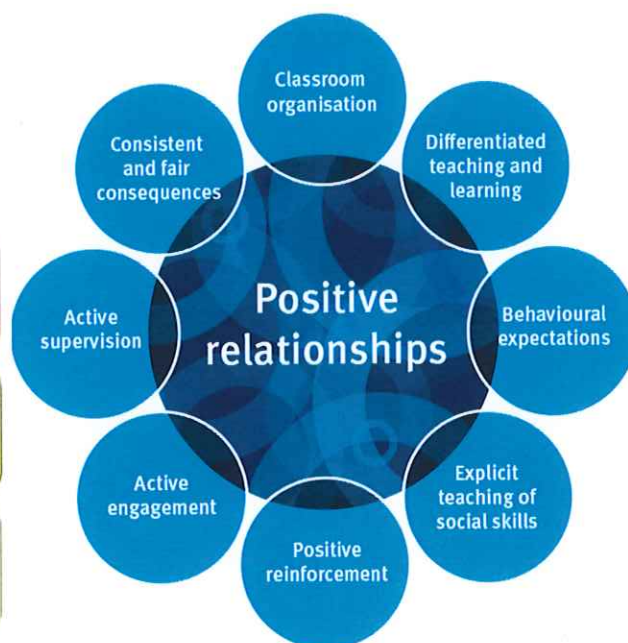 Classroom
organisation
Differentiated
teaching and
learning
Behavioural
expectations
Explicit
teaching of
social skills
Positive
reinforcement
Active
engagement
Active
supervision
Consistent
and fair
consequences
Positive
relationships